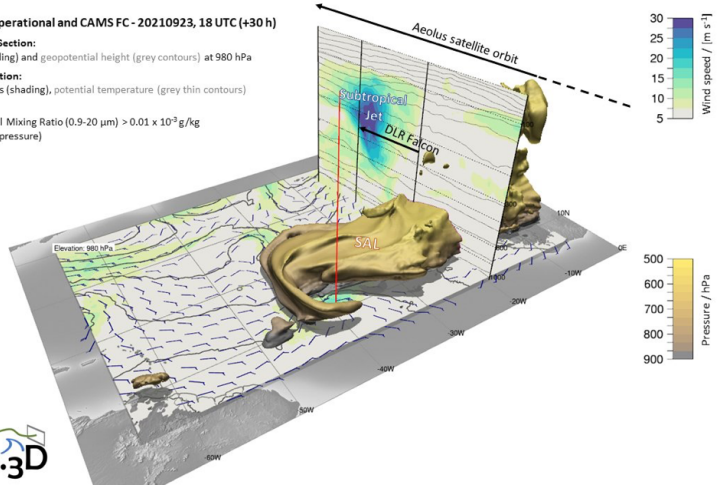 perational and CAMS FC - 20210923, 18 UTC (+30 h)
Section:
ling) and geopotential height (grey contours) at 980 hPa
tion:
s (shading), potential temperature (grey thin contours)
l Mixing Ratio (0.9-20 μm) > 0.01 x 10⁻³ g/kg
pressure)
Aeolus satellite orbit
Subtropical
Jet
DLR Falcon
SAL
Elevation: 980 hPa
30
25
20
15
10
5
Wind speed / [m s⁻¹]
500
600
700
800
900
Pressure / hPa
10N
0E
-10W
-20W
-30W
-40W
-50W
-60W
.3D